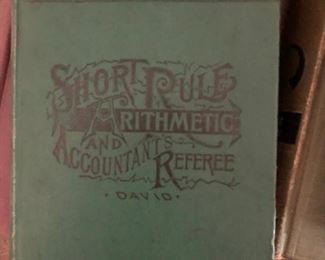 SHORT RULE
ARITHMETIC
AND
ACCOUNTANTS
REFEREE
· DAVID ·